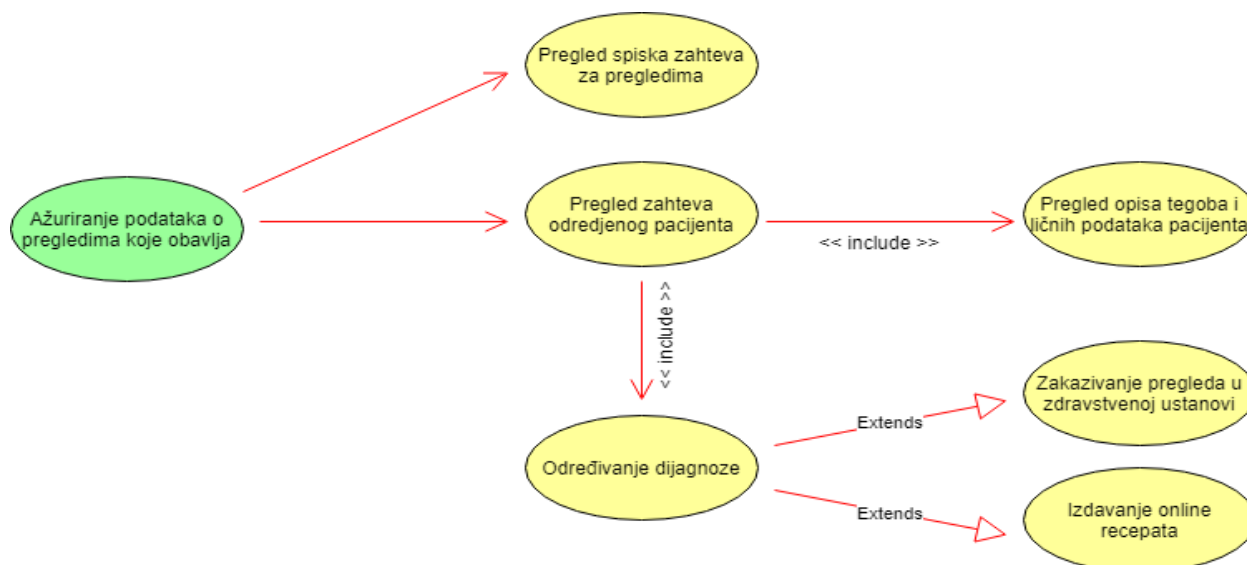 Pregled spiska zahteva
za pregledima
Ažuriranje podataka o
pregledima koje obavlja
Pregled zahteva
odredjenog pacijenta
<< include >>
Pregled opisa tegoba i
ličnih podataka pacijenta
<< include >>
Određivanje dijagnoze
Extends
Zakazivanje pregleda u
zdravstvenoj ustanovi
Extends
Izdavanje online
recepata